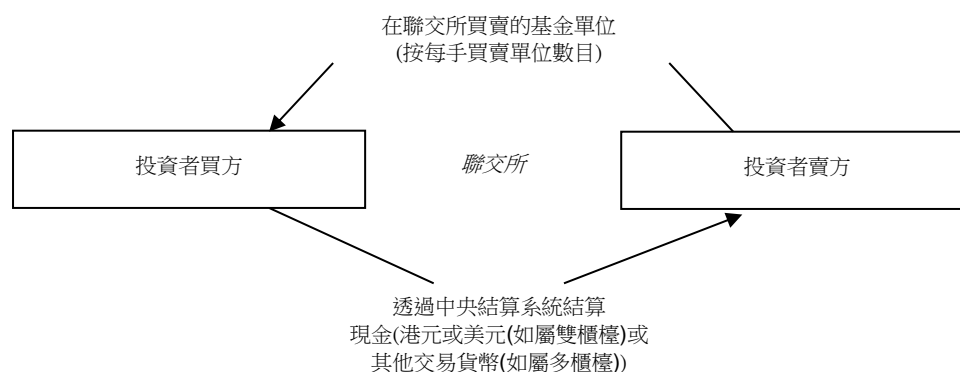 在聯交所買賣的基金單位
(按每手買賣單位數目)
投資者買方
聯交所
投資者賣方
透過中央結算系統結算
現金(港元或美元(如屬雙櫃檯)或
其他交易貨幣(如屬多櫃檯))